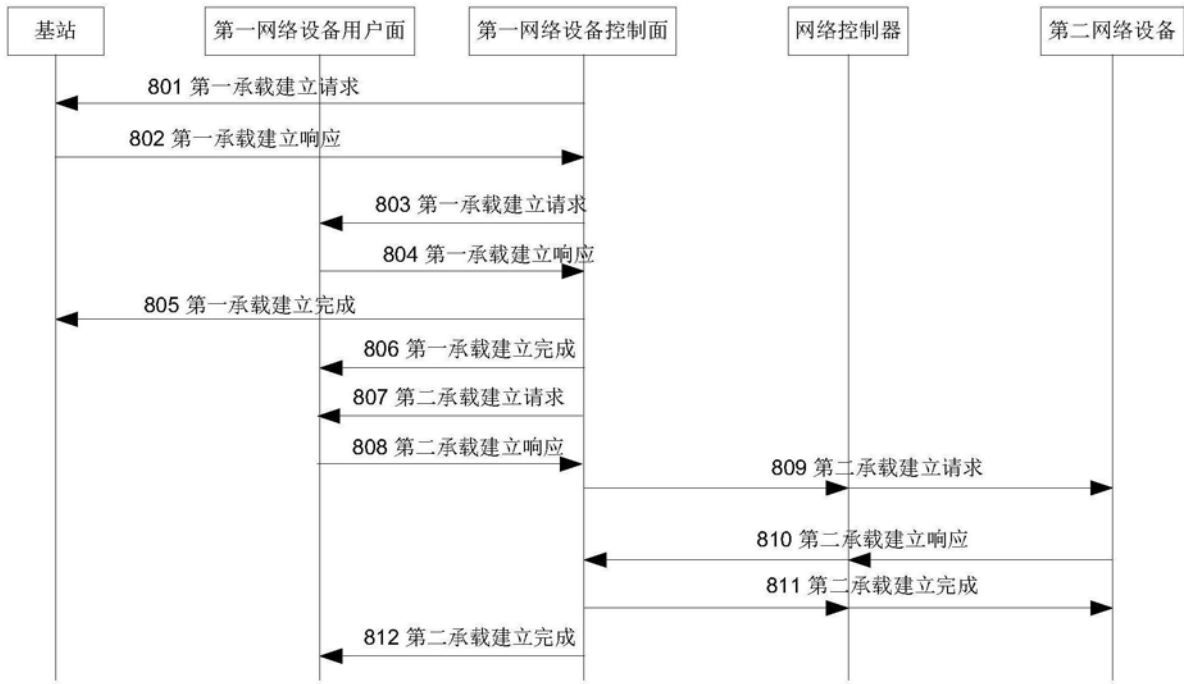 基站
第一网络设备用户面
第一网络设备控制面
网络控制器
第二网络设备
801 第一承载建立请求
802 第一承载建立响应
803 第一承载建立请求
804 第一承载建立响应
805 第一承载建立完成
806 第一承载建立完成
807 第二承载建立请求
808 第二承载建立响应
809 第二承载建立请求
810 第二承载建立响应
811 第二承载建立完成
812 第二承载建立完成